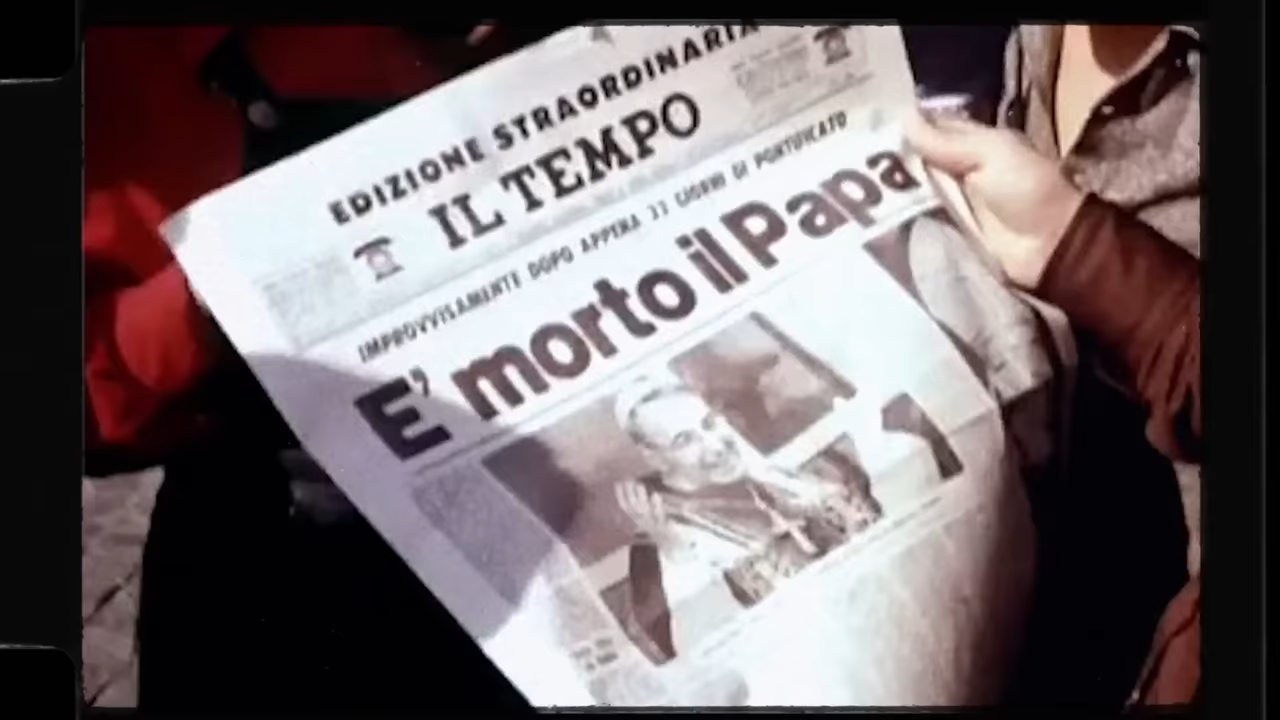 EDIZIONE STRAORDINARIA
IL TEMPO
IMPROVVISAMENTE DOPO APPENA 33 GIORNI DI PONTIFICATO
E' morto il Papa